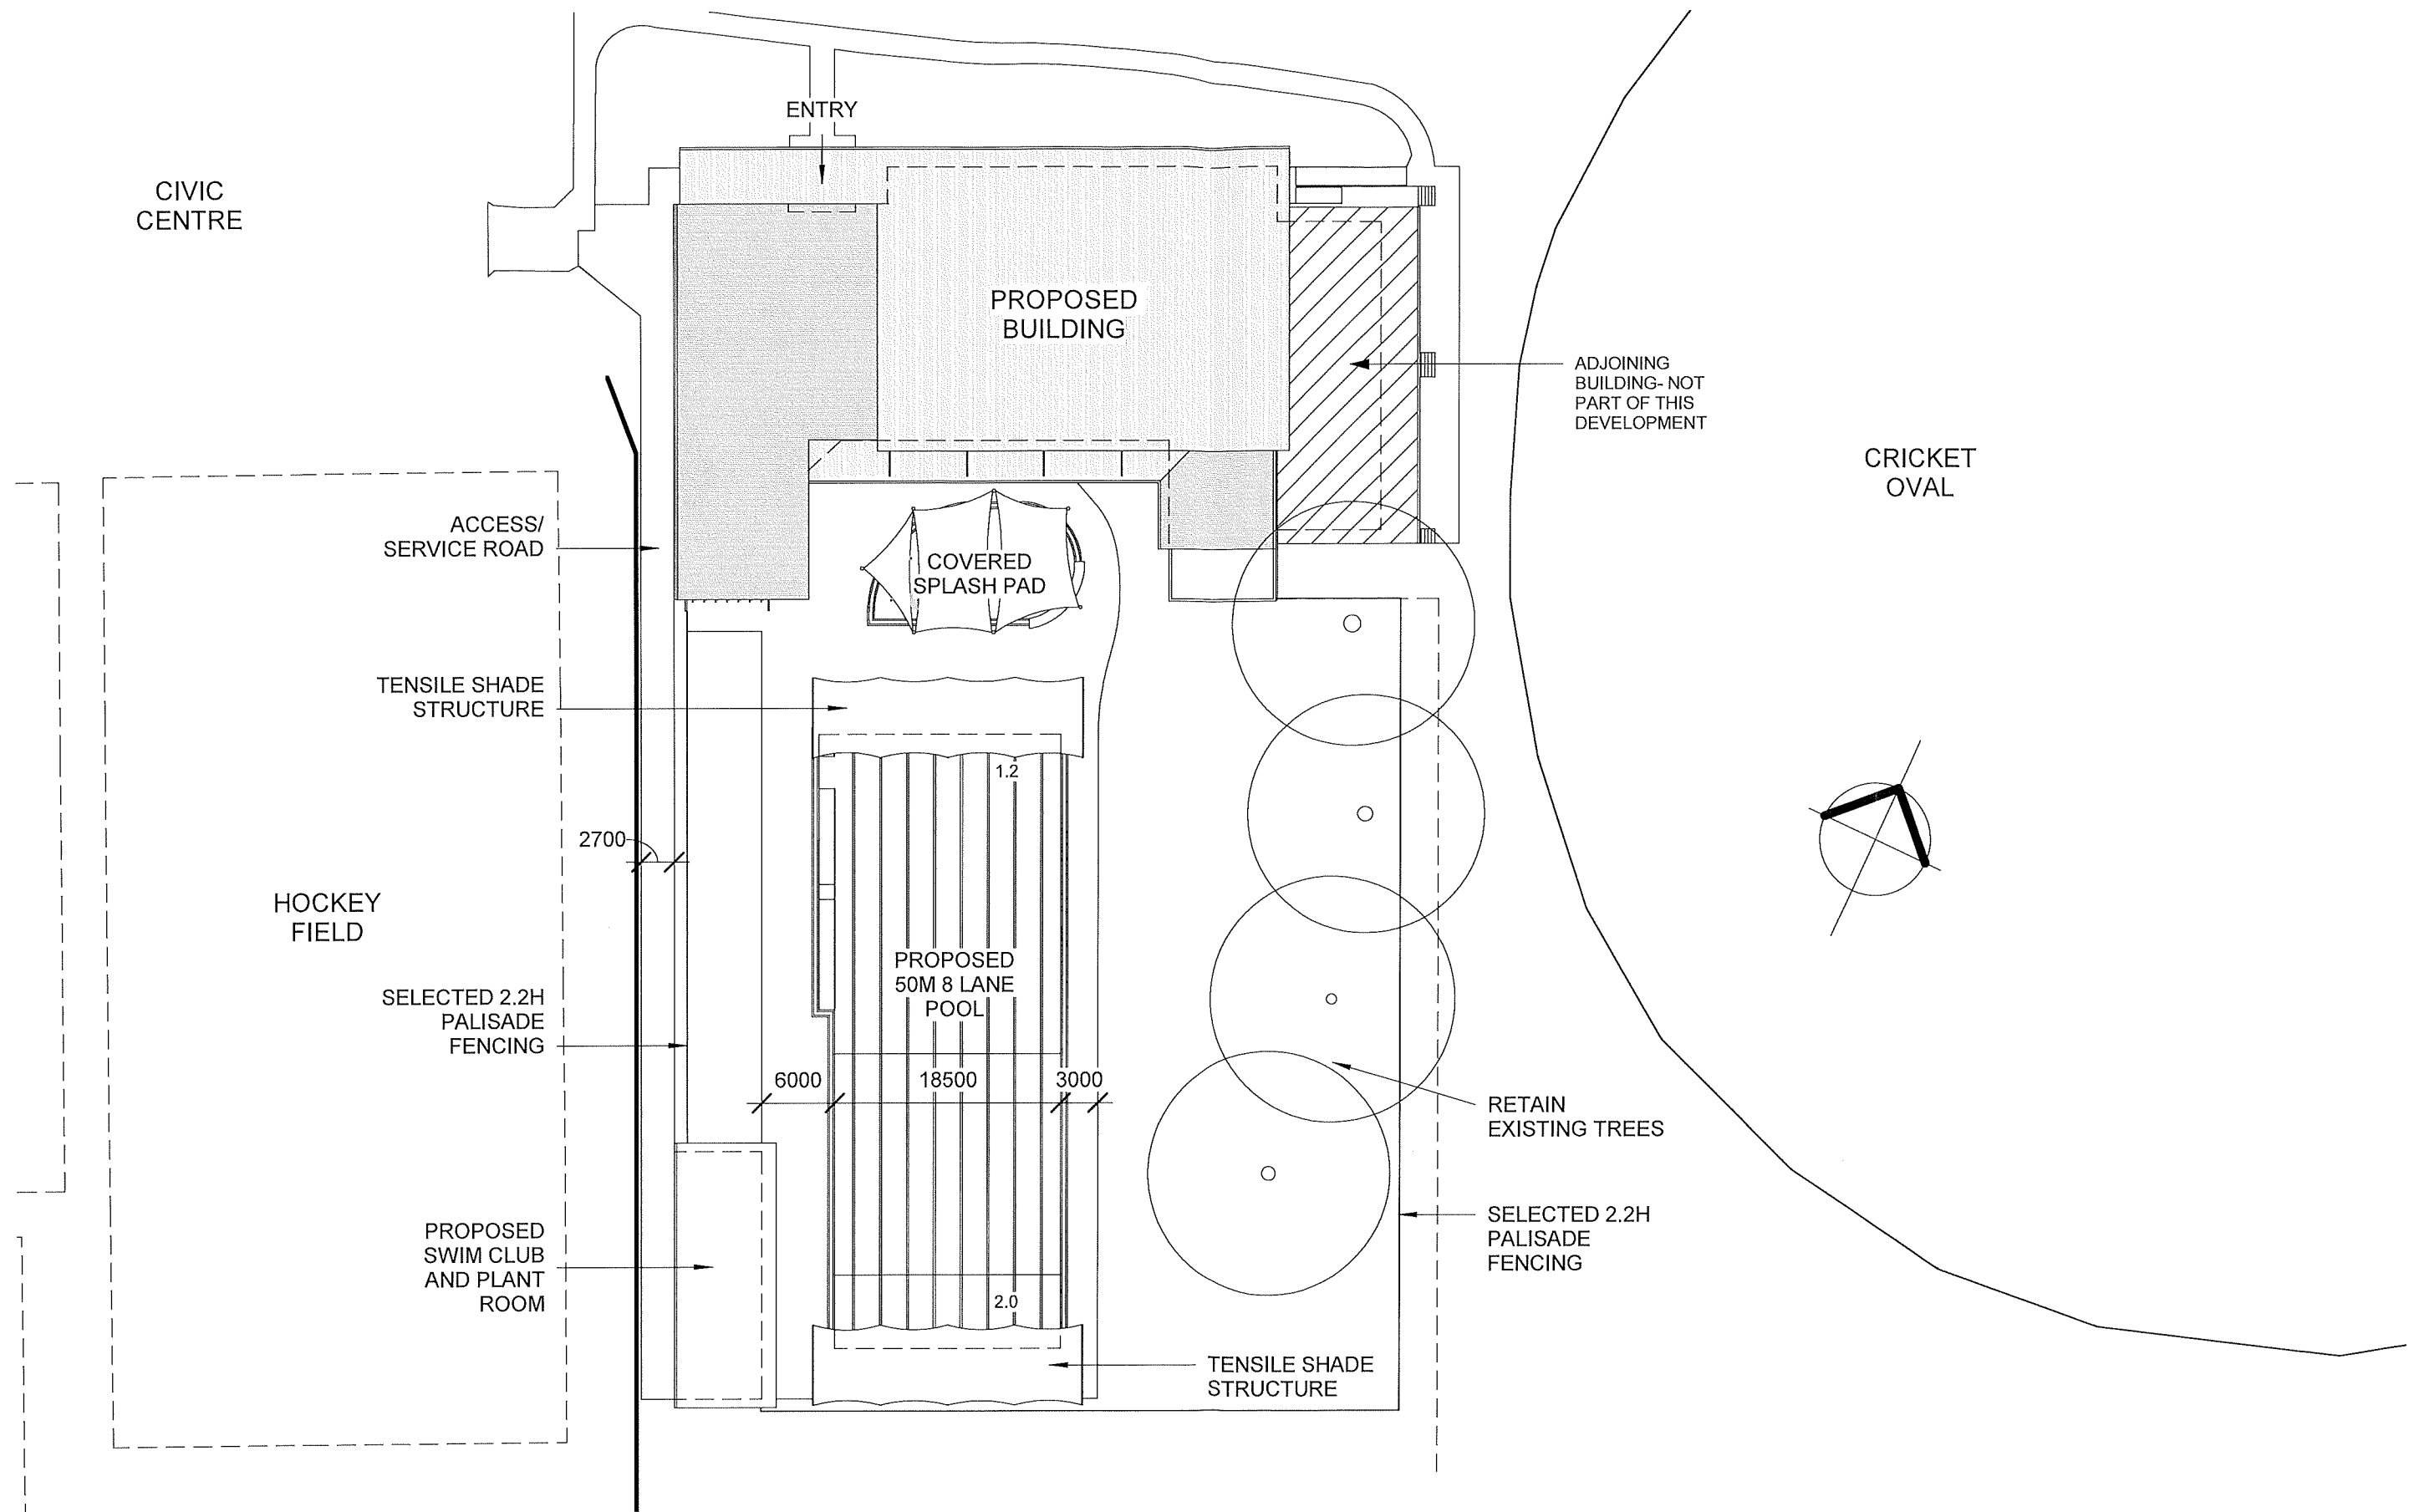 ENTRY
CIVIC
CENTRE
PROPOSED
BUILDING
ADJOINING
BUILDING- NOT
PART OF THIS
DEVELOPMENT
CRICKET
OVAL
ACCESS/
SERVICE ROAD
COVERED
SPLASH PAD
TENSILE SHADE
STRUCTURE
1.2
2700
HOCKEY
FIELD
PROPOSED
50M 8 LANE
POOL
SELECTED 2.2H
PALISADE
FENCING
6000
18500
3000
RETAIN
EXISTING TREES
SELECTED 2.2H
PALISADE
FENCING
PROPOSED
SWIM CLUB
AND PLANT
ROOM
2.0
TENSILE SHADE
STRUCTURE